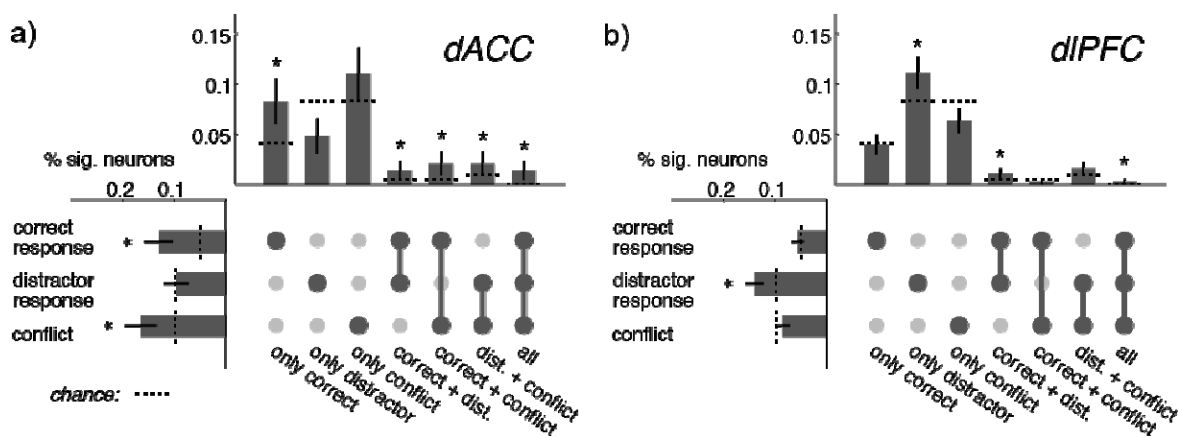 a)
dACC
0.15
0.1
0.05
*
*
*
*
*
% sig. neurons
0.2
0.1
correct
response
*
distractor
response
conflict
*
only correct
only distractor
only conflict
correct + dist.
correct + conflict
dist. + conflict
all
chance:
b)
dlPFC
0.15
0.1
0.05
*
*
*
% sig. neurons
0.2
0.1
correct
response
distractor
response
*
conflict
only correct
only distractor
only conflict
correct + dist.
correct + conflict
dist. + conflict
all